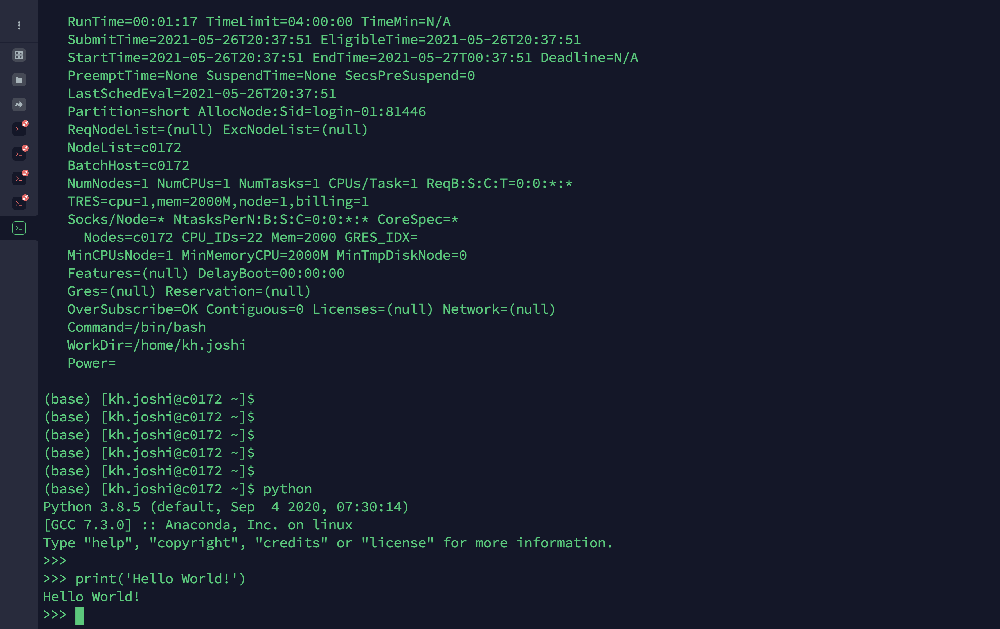 RunTime=00:01:17 TimeLimit=04:00:00 TimeMin=N/A
SubmitTime=2021-05-26T20:37:51 EligibleTime=2021-05-26T20:37:51
StartTime=2021-05-26T20:37:51 EndTime=2021-05-27T00:37:51 Deadline=N/A
PreemptTime=None SuspendTime=None SecsPreSuspend=0
LastSchedEval=2021-05-26T20:37:51
Partition=short AllocNode:Sid=login-01:81446
ReqNodeList=(null) ExcNodeList=(null)
NodeList=c0172
BatchHost=c0172
NumNodes=1 NumCPUs=1 NumTasks=1 CPUs/Task=1 ReqB:S:C:T=0:0:*:*
TRES=cpu=1,mem=2000M,node=1,billing=1
Socks/Node=* NtasksPerN:B:S:C=0:0:*:* CoreSpec=*
Nodes=c0172 CPU_IDs=22 Mem=2000 GRES_IDX=
MinCPUsNode=1 MinMemoryCPU=2000M MinTmpDiskNode=0
Features=(null) DelayBoot=00:00:00
Gres=(null) Reservation=(null)
OverSubscribe=OK Contiguous=0 Licenses=(null) Network=(null)
Command=/bin/bash
WorkDir=/home/kh.joshi
Power=
(base) [kh.joshi@c0172 ~]$
(base) [kh.joshi@c0172 ~]$
(base) [kh.joshi@c0172 ~]$
(base) [kh.joshi@c0172 ~]$
(base) [kh.joshi@c0172 ~]$
(base) [kh.joshi@c0172 ~]$ python
Python 3.8.5 (default, Sep  4 2020, 07:30:14)
[GCC 7.3.0] :: Anaconda, Inc. on linux
Type "help", "copyright", "credits" or "license" for more information.
>>>
>>> print('Hello World!')
Hello World!
>>>